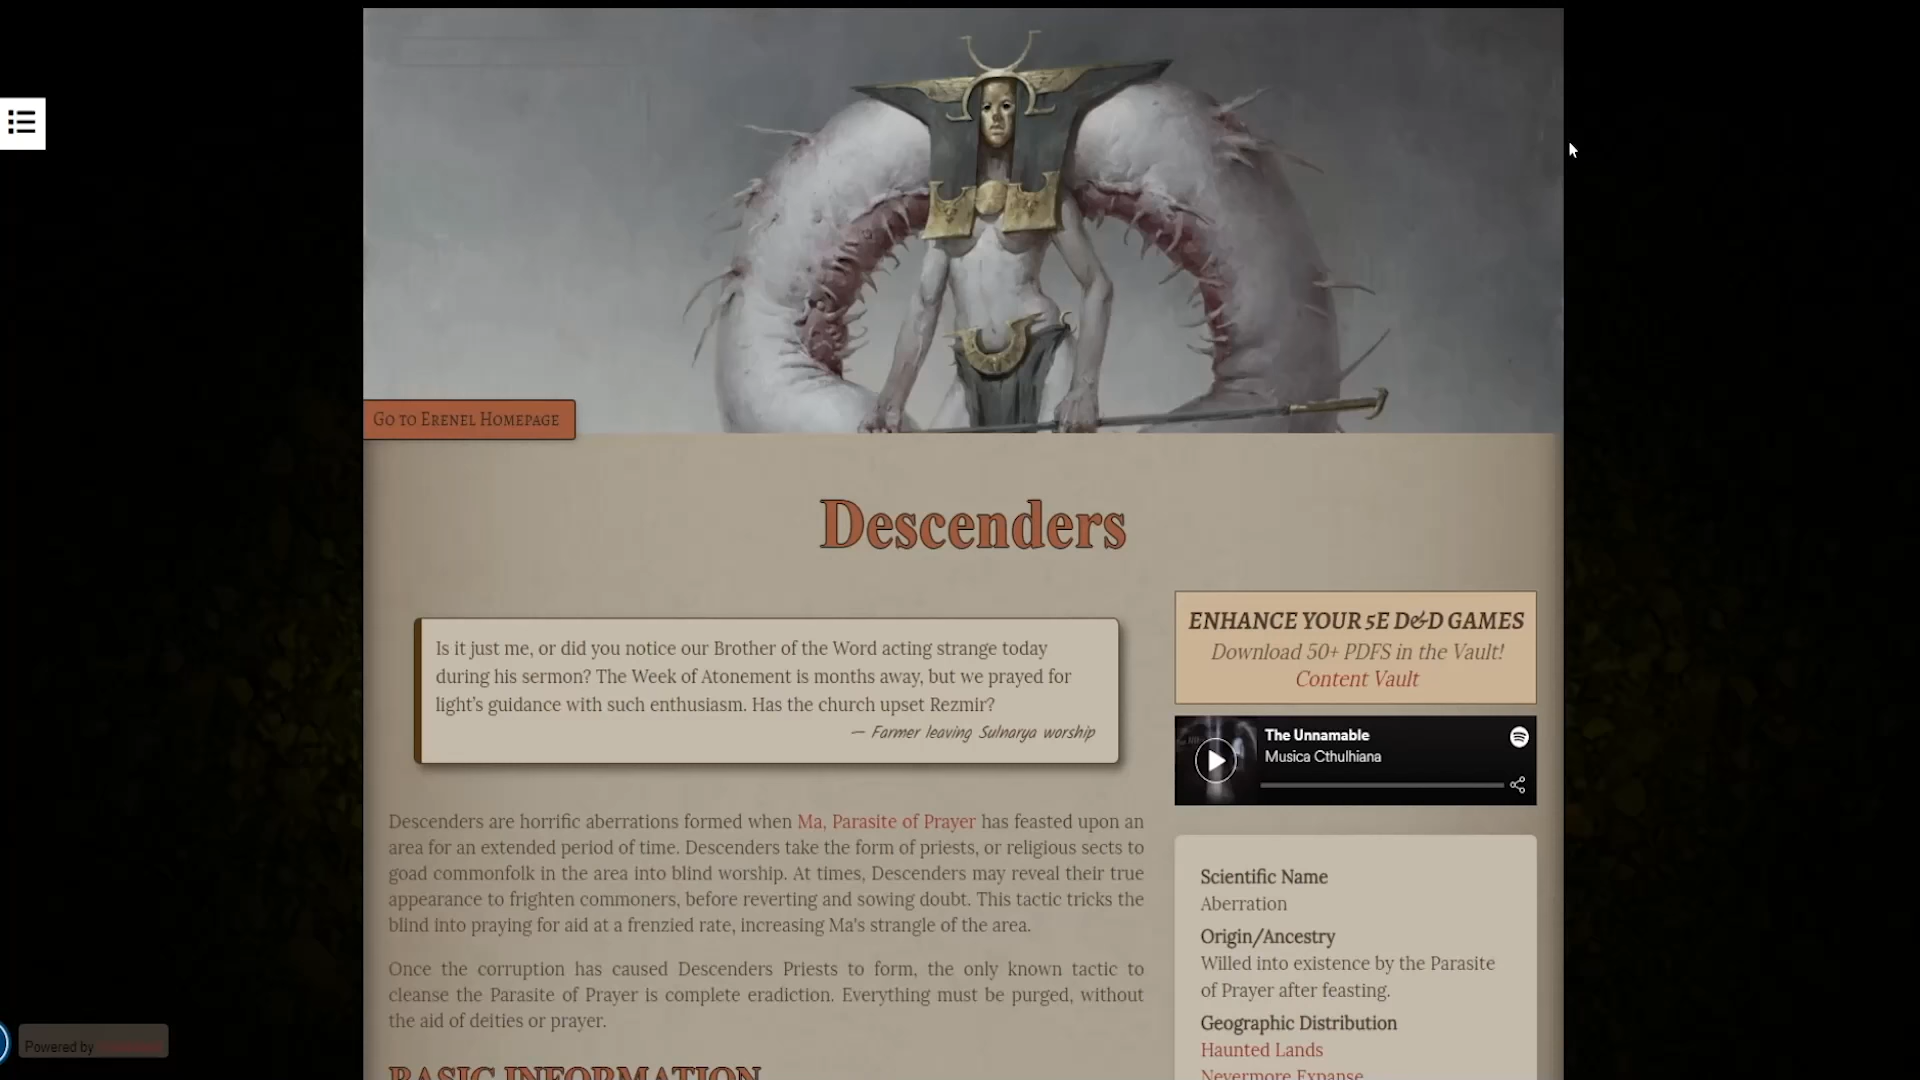 Go to Erenel Homepage
Descenders
Is it just me, or did you notice our Brother of the Word acting strange today
during his sermon? The Week of Atonement is months away, but we prayed for
light's guidance with such enthusiasm. Has the church upset Rezmir?
— Farmer leaving Sulnarya worship
Descenders are horrific aberrations formed when Ma, Parasite of Prayer has feasted upon an
area for an extended period of time. Descenders take the form of priests, or religious sects to
goad commonfolk in the area into blind worship. At times, Descenders may reveal their true
appearance to frighten commoners, before reverting and sowing doubt. This tactic tricks the
blind into praying for aid at a frenzied rate, increasing Ma's strangle of the area.
Once the corruption has caused Descenders Priests to form, the only known tactic to
cleanse the Parasite of Prayer is complete eradiction. Everything must be purged, without
the aid of deities or prayer.
BASIC INFORMATION
ENHANCE YOUR 5E D&D GAMES
Download 50+ PDFS in the Vault!
Content Vault
The Unnamable
Musica Cthulhiana
Scientific Name
Aberration
Origin/Ancestry
Willed into existence by the Parasite
of Prayer after feasting.
Geographic Distribution
Haunted Lands
Nevermore Expanse
Powered by